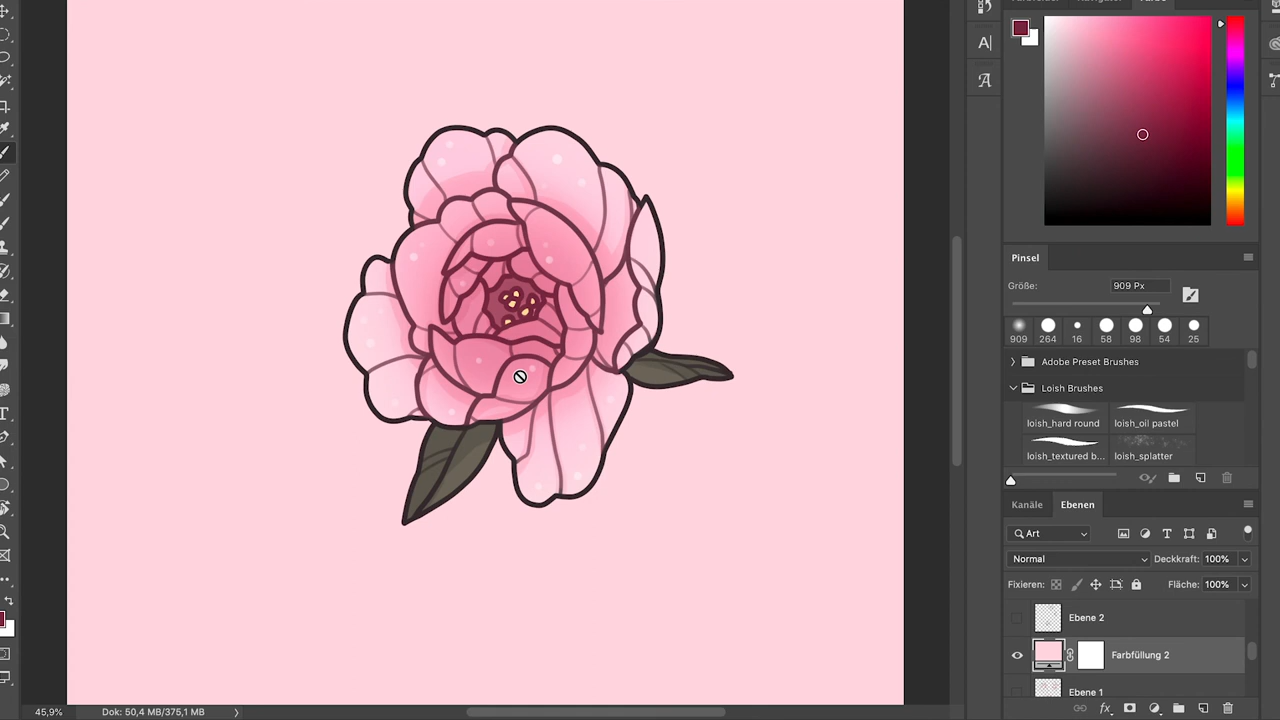 A|
A
Pinsel
Größe:
909 Px
909 264 16 58 98 54 25
Adobe Preset Brushes
Loish Brushes
loish_hard round loish_oil pastel
loish_textured b... loish_splatter
Kanäle Ebenen
Art
Normal Deckkraft: 100%
Fixieren: Fläche: 100%
Ebene 2
Farbfüllung 2
Ebene 1
fx
T
T
45,9% Dok: 50,4 MB/375,1 MB